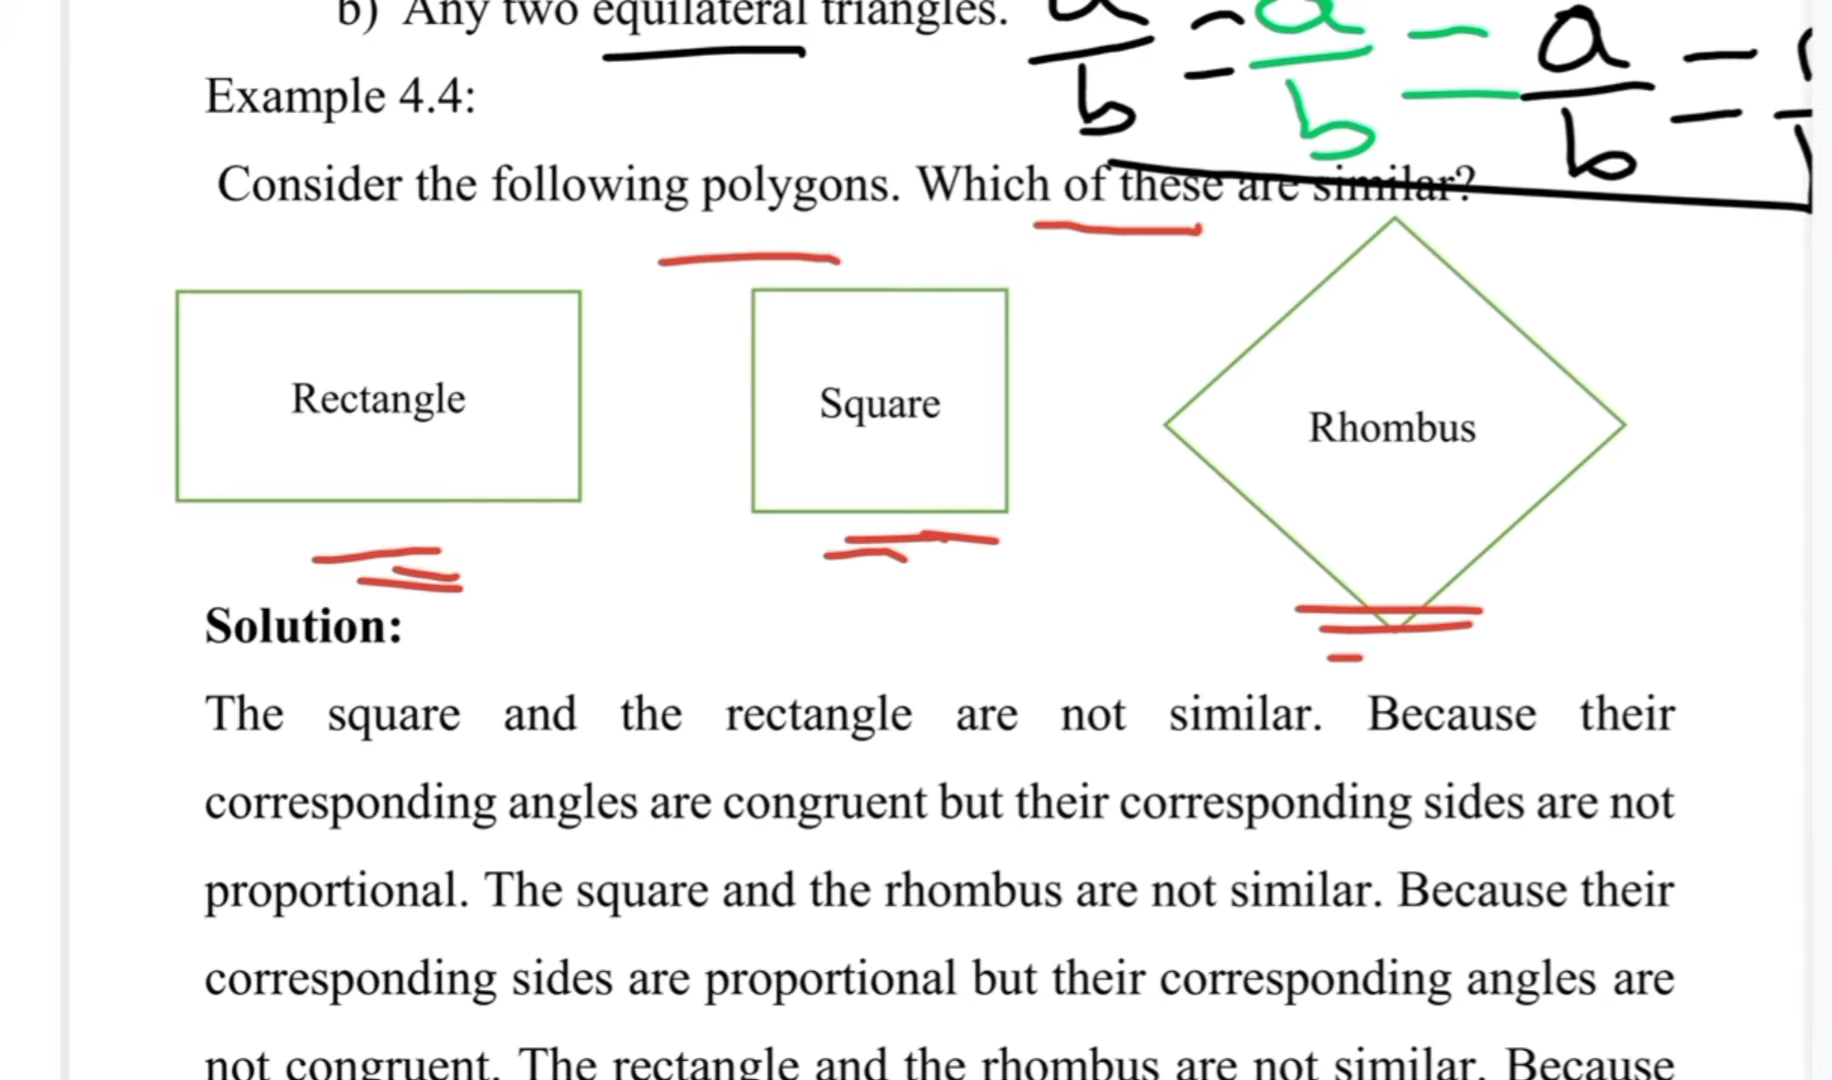 b) Any two equilateral triangles.
a = a = a =
b b b
Example 4.4:
Consider the following polygons. Which of these are similar?
Rectangle
Square
Rhombus
Solution:
The square and the rectangle are not similar. Because their
corresponding angles are congruent but their corresponding sides are not
proportional. The square and the rhombus are not similar. Because their
corresponding sides are proportional but their corresponding angles are
not congruent. The rectangle and the rhombus are not similar. Because